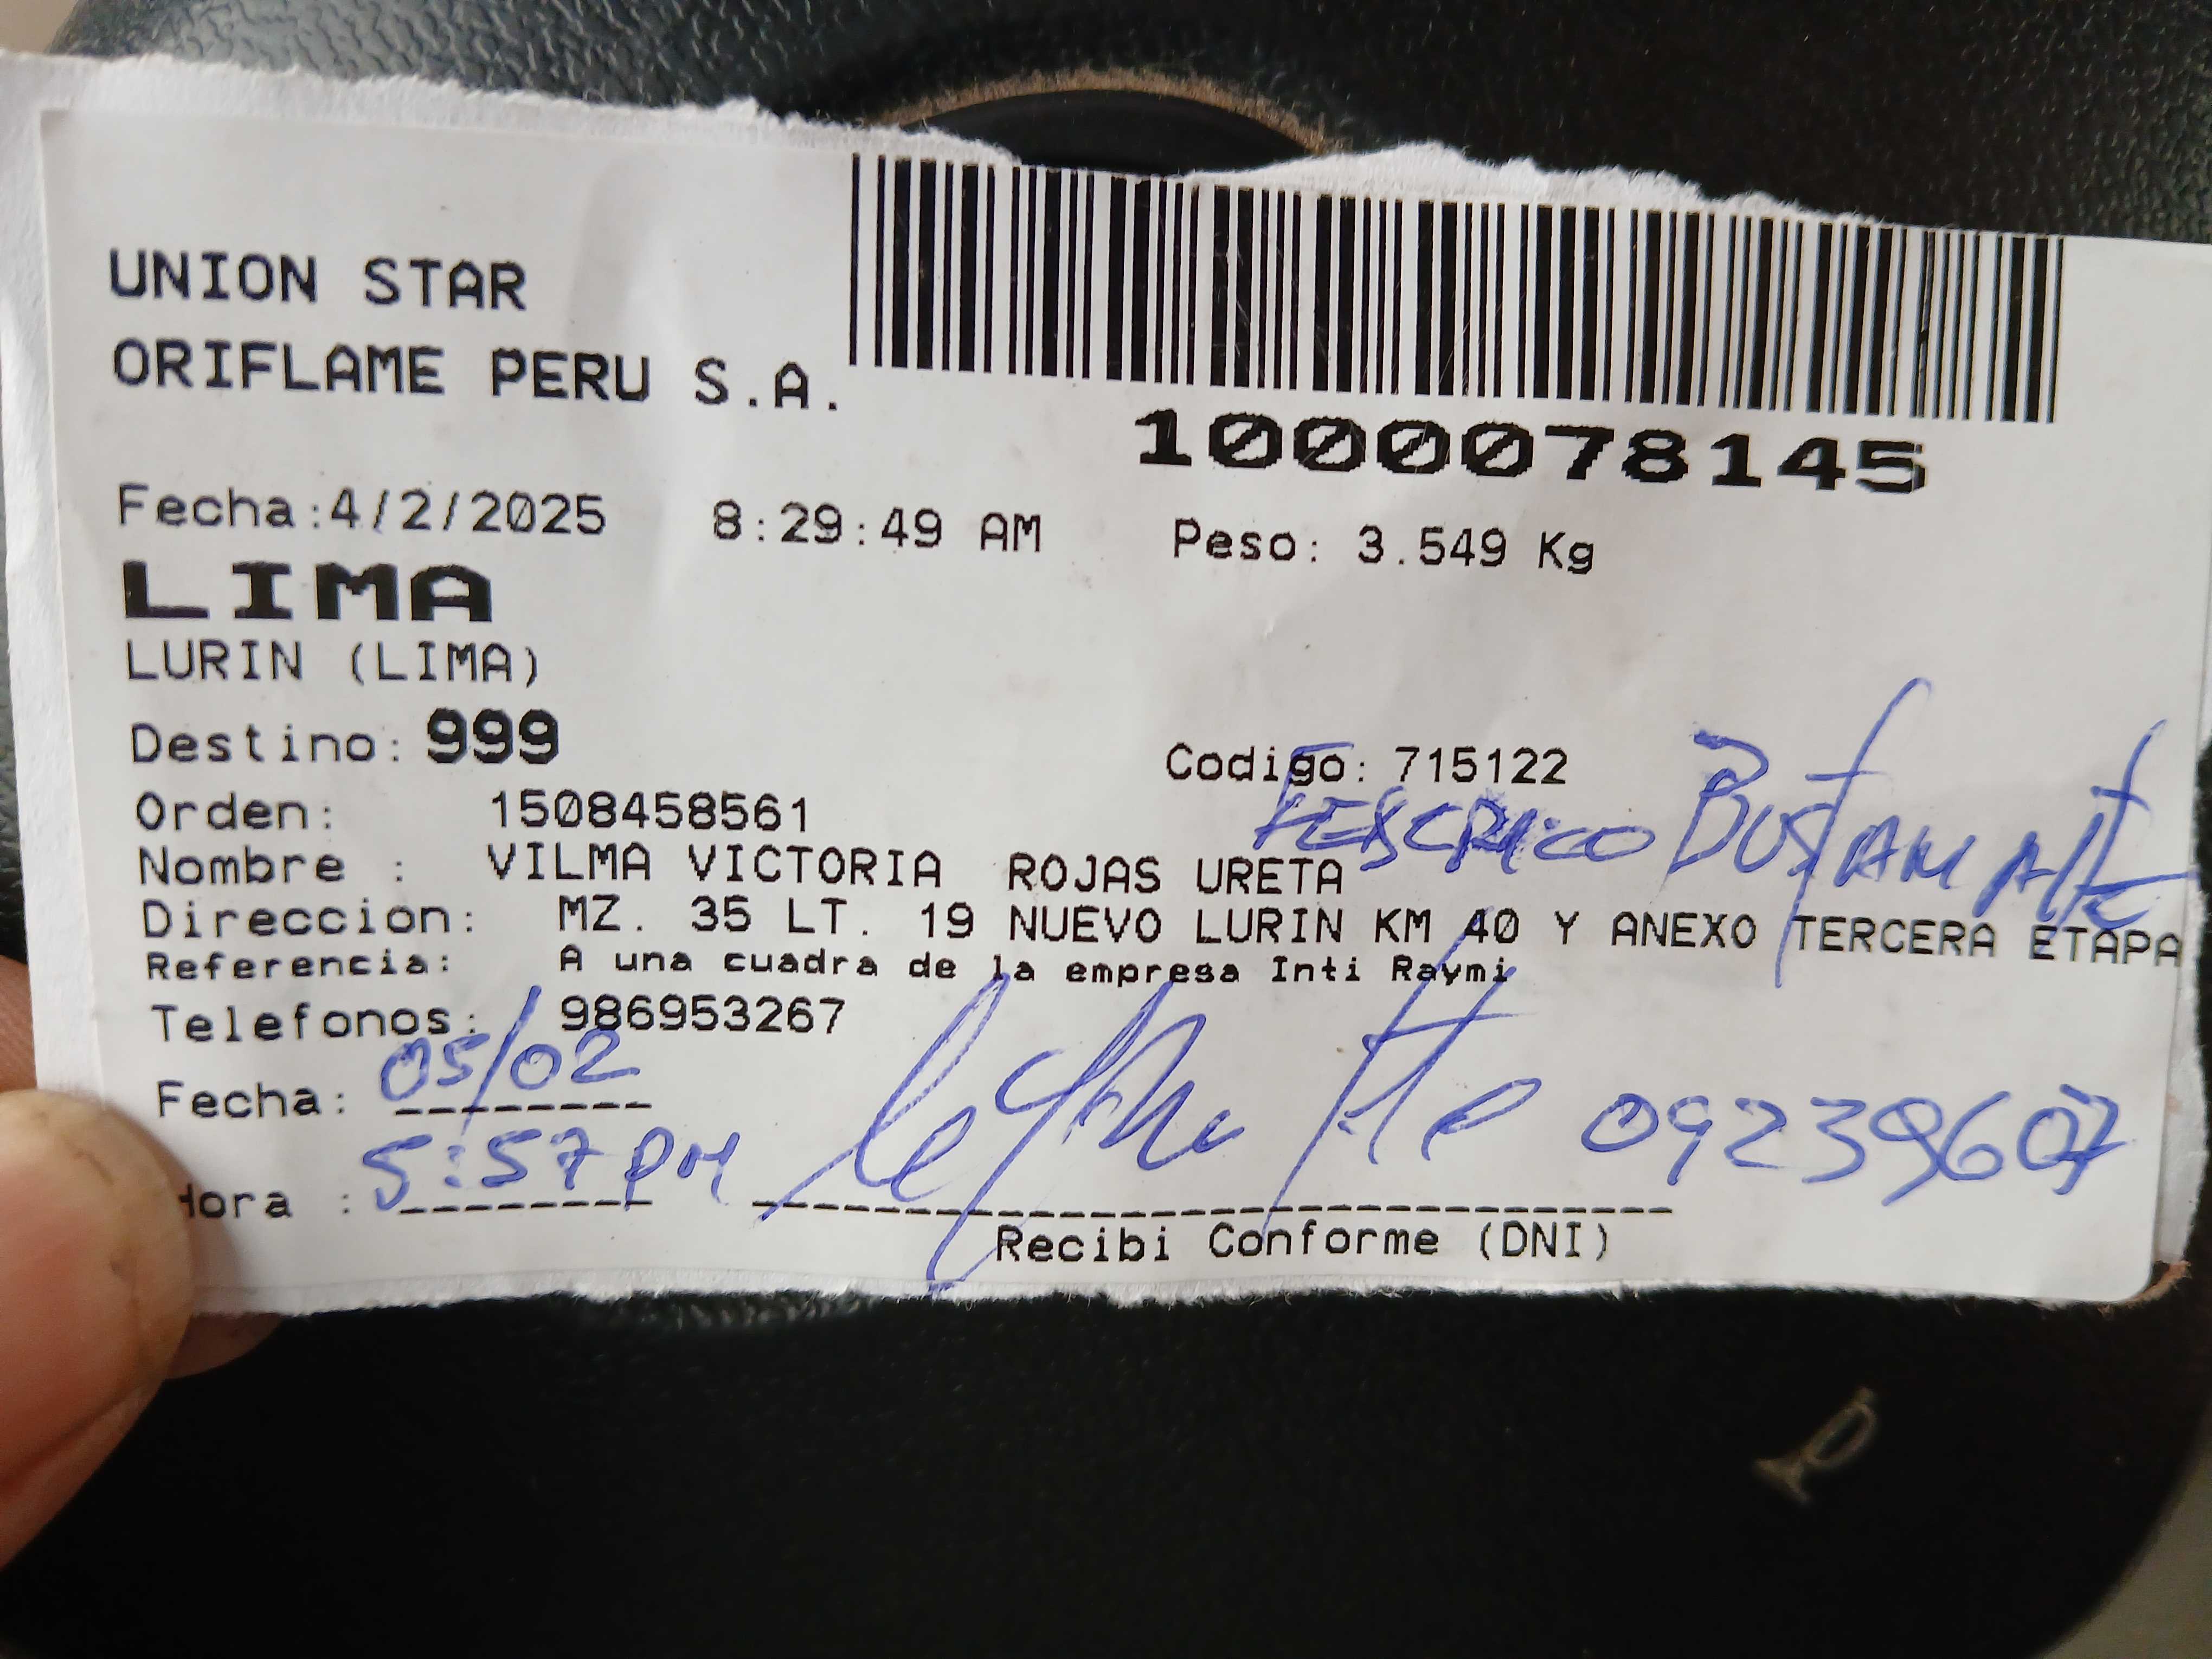 UNION STAR
ORIFLAME PERU S.A.
1000078145
Fecha:4/2/2025 8:29:49 AM Peso: 3.549 Kg
LIMA
LURIN (LIMA)
Destino: 999 Codigo: 715122
Orden: 1508458561
BUSTAMANTE
Nombre : VILMA VICTORIA ROJAS URETA
Direccion: MZ. 35 LT. 19 NUEVO LURIN KM 40 Y ANEXO TERCERA ETAPA
Referencia: A una cuadra de la empresa Inti Raymi
Telefonos: 986953267
Fecha: 05/02
09239607
Hora : 5:57 PM
Recibi Conforme (DNI)